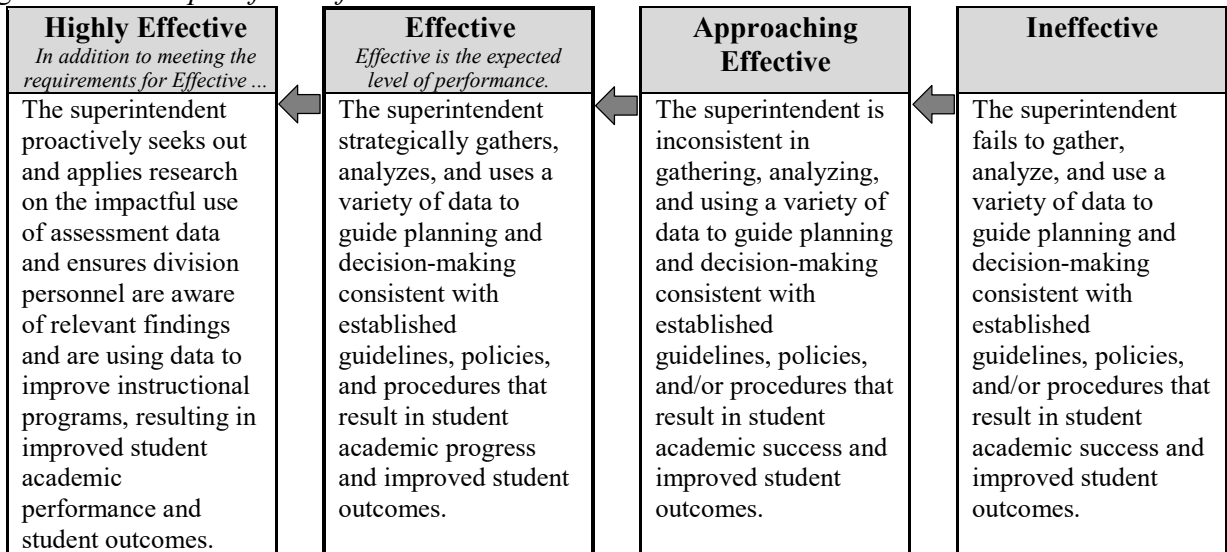 Highly Effective
In addition to meeting the
requirements for Effective ...
The superintendent
proactively seeks out
and applies research
on the impactful use
of assessment data
and ensures division
personnel are aware
of relevant findings
and are using data to
improve instructional
programs, resulting in
improved student
academic
performance and
student outcomes.
Effective
Effective is the expected
level of performance.
The superintendent
strategically gathers,
analyzes, and uses a
variety of data to
guide planning and
decision-making
consistent with
established
guidelines, policies,
and procedures that
result in student
academic progress
and improved student
outcomes.
Approaching
Effective
The superintendent is
inconsistent in
gathering, analyzing,
and using a variety of
data to guide planning
and decision-making
consistent with
established
guidelines, policies,
and/or procedures that
result in student
academic success and
improved student
outcomes.
Ineffective
The superintendent
fails to gather,
analyze, and use a
variety of data to
guide planning and
decision-making
consistent with
established
guidelines, policies,
and/or procedures that
result in student
academic success and
improved student
outcomes.